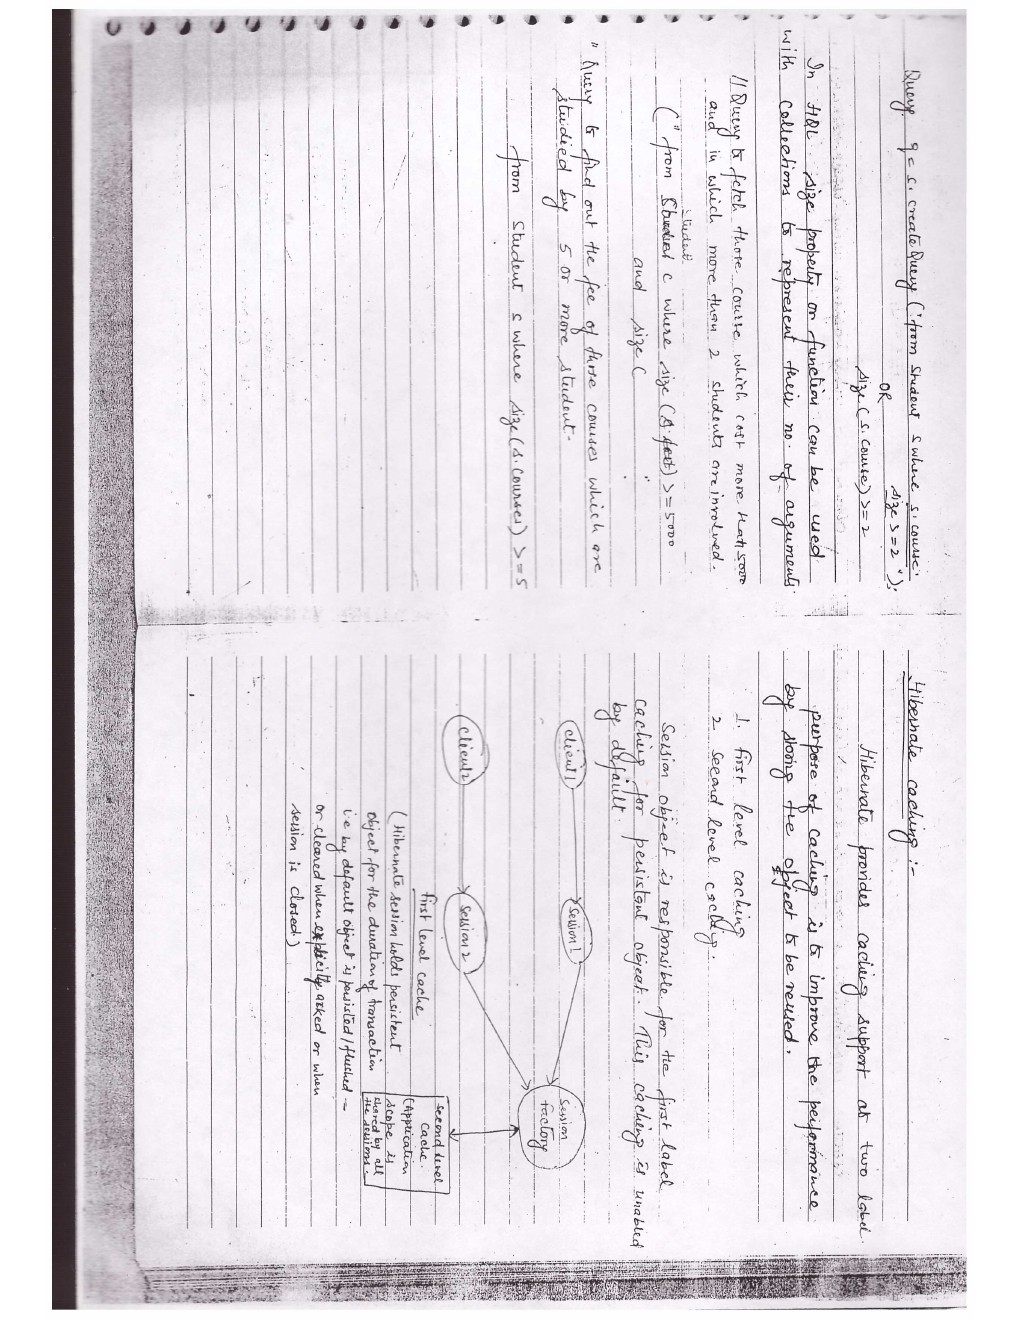 Query q = s.createQuery ("from Student s where s.course.
size > = 2");
OR
size (s.course) > = 2
In HQL size property or function can be used
with collections to represent their no. of arguments.
// Query to fetch those course which cost more that 5000
and in which more than 2 students are involved.
student
(" from c where size (s.) > = 5000
and size ( "
" Query to find out the fee of those courses which are
studied by 5 or more student.
from Student s where size (s.courses) > = 5
Hibernate caching :-
Hibernate provides caching support at two label.
purpose of caching is to improve the performance
by storing the object to be reused.
1. first level caching
2 second level caching.
Session object is responsible for the first label
caching for persistent object. This caching is unabled
by default
client 1
session 1
client 2
session 2
Session
factory
first level cache
(Hibernate session holds persistent
object for the duration of transaction
i.e by default object is persisted / flushed -
or cleared when explicitly asked or when
session is closed.)
second level
cache.
(Application
scope is
shared by all
the sessions.